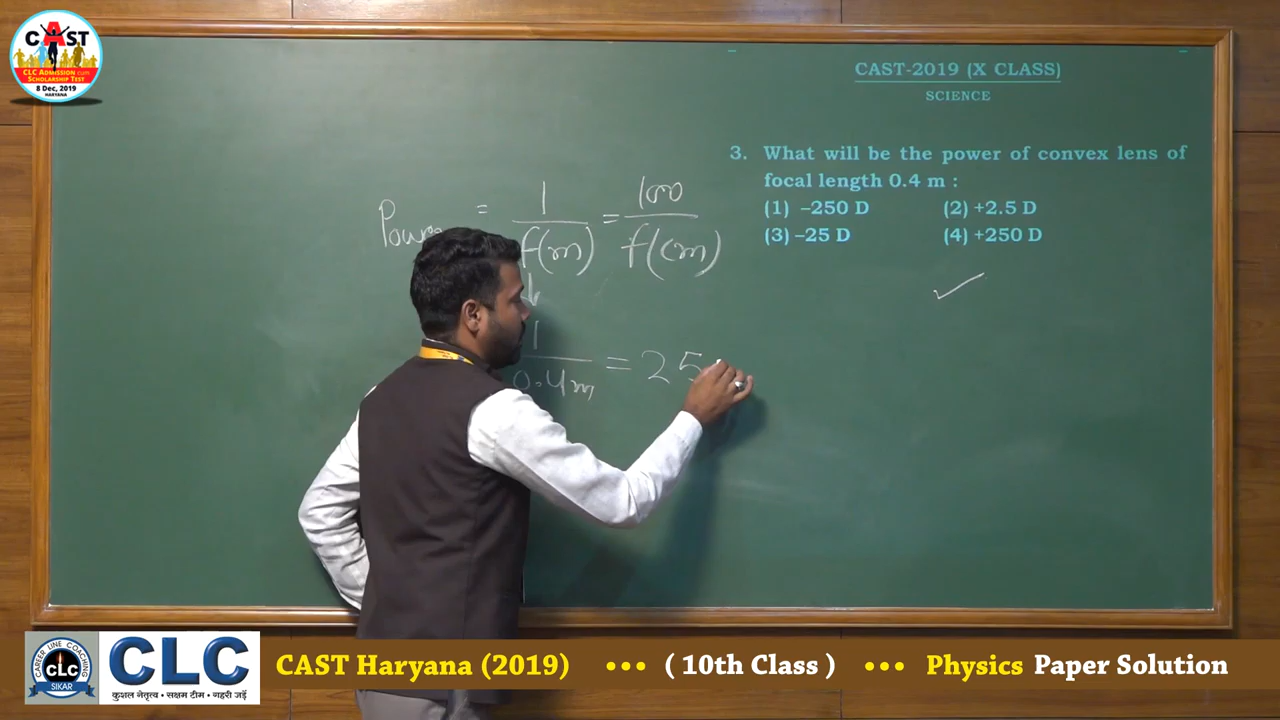 CAST
CLC ADMISSION CUM
SCHOLARSHIP TEST
8 Dec, 2019
HARYANA
CAST-2019 (X CLASS)
SCIENCE
3. What will be the power of convex lens of
focal length 0.4 m :
(1) –250 D (2) +2.5 D
(3) –25 D (4) +250 D
Power = 1/f(m) = 100/f(cm)
1/0.4m = 25
CAREER LINE COACHING
CLC
SIKAR
CLC
कुशल नेतृत्व • सक्षम टीम • गहरी जड़ें
CAST Haryana (2019) ••• ( 10th Class ) ••• Physics Paper Solution